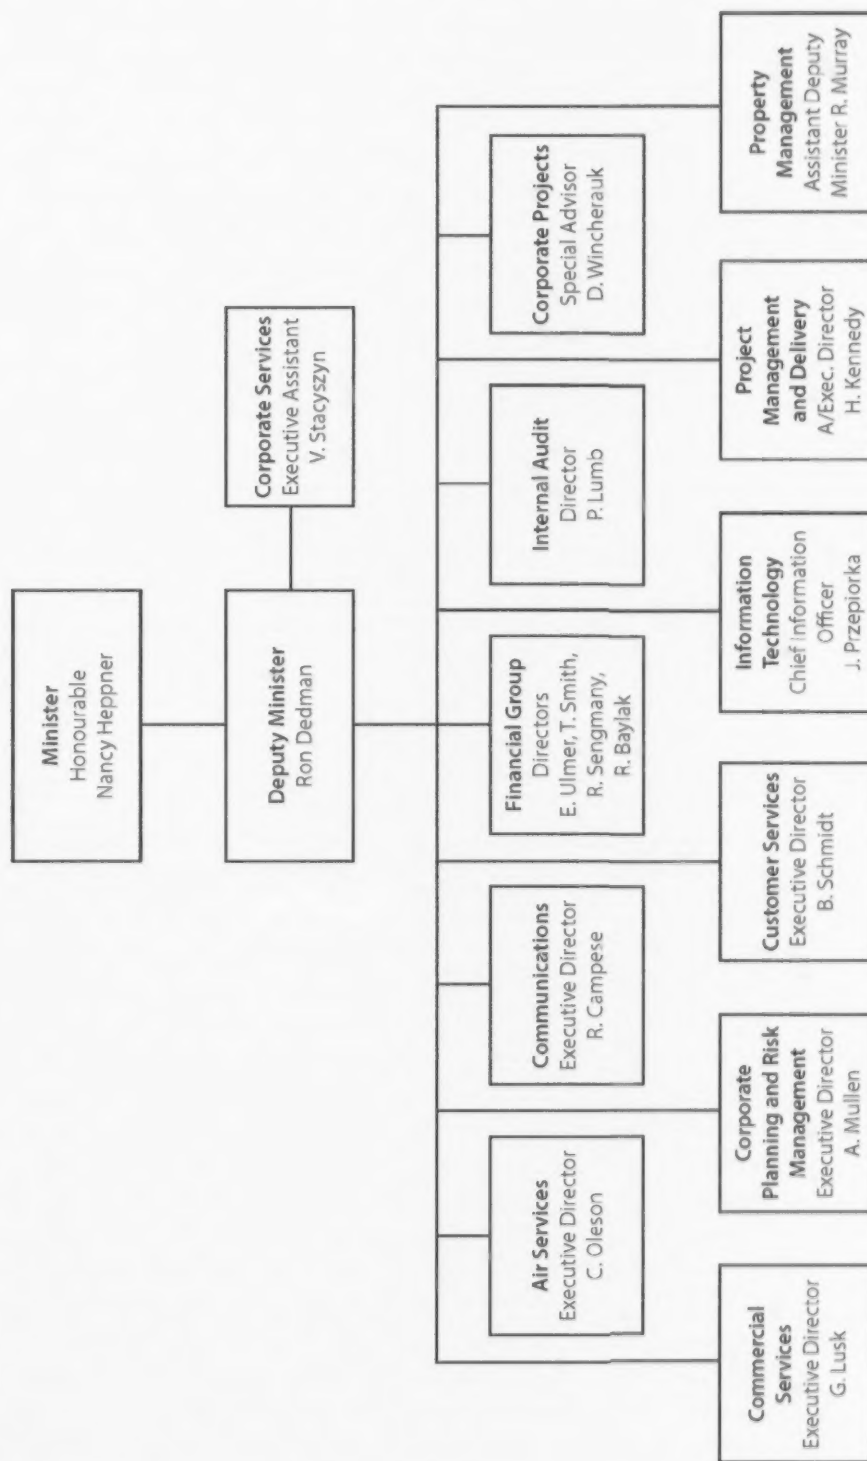 Minister
Honourable
Nancy Heppner
Deputy Minister
Ron Dedman
Corporate Services
Executive Assistant
V. Stacyszyn
Air Services
Executive Director
C. Oleson
Communications
Executive Director
R. Campese
Financial Group
Directors
E. Ulmer, T. Smith,
R. Sengmany,
R. Baylak
Internal Audit
Director
P. Lumb
Corporate Projects
Special Advisor
D. Wincherauk
Commercial
Services
Executive Director
G. Lusk
Corporate
Planning and Risk
Management
Executive Director
A. Mullen
Customer Services
Executive Director
B. Schmidt
Information
Technology
Chief Information
Officer
J. Przepiorka
Project
Management
and Delivery
A/Exec. Director
H. Kennedy
Property
Management
Assistant Deputy
Minister R. Murray